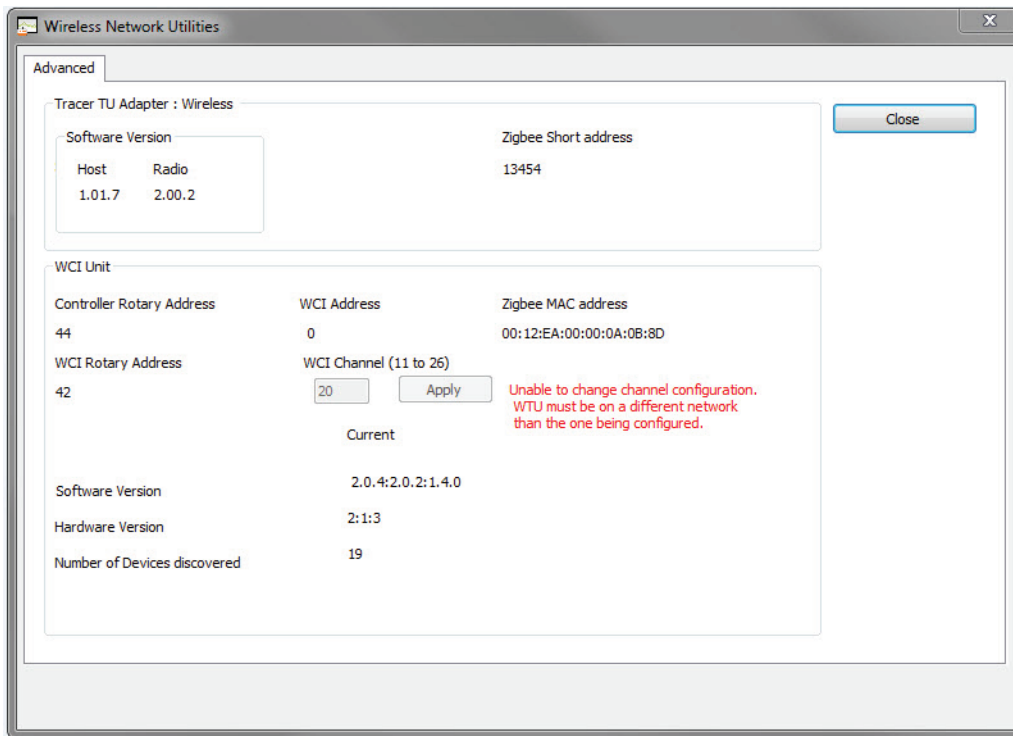 Wireless Network Utilities
X
Advanced
Tracer TU Adapter : Wireless
Close
Software Version
Zigbee Short address
Host Radio
13454
1.01.7 2.00.2
WCI Unit
Controller Rotary Address WCI Address Zigbee MAC address
44 0 00:12:EA:00:00:0A:0B:8D
WCI Rotary Address WCI Channel (11 to 26)
42 20 Apply
Unable to change channel configuration.
WTU must be on a different network
than the one being configured.
Current
Software Version 2.0.4:2.0.2:1.4.0
Hardware Version 2:1:3
Number of Devices discovered 19